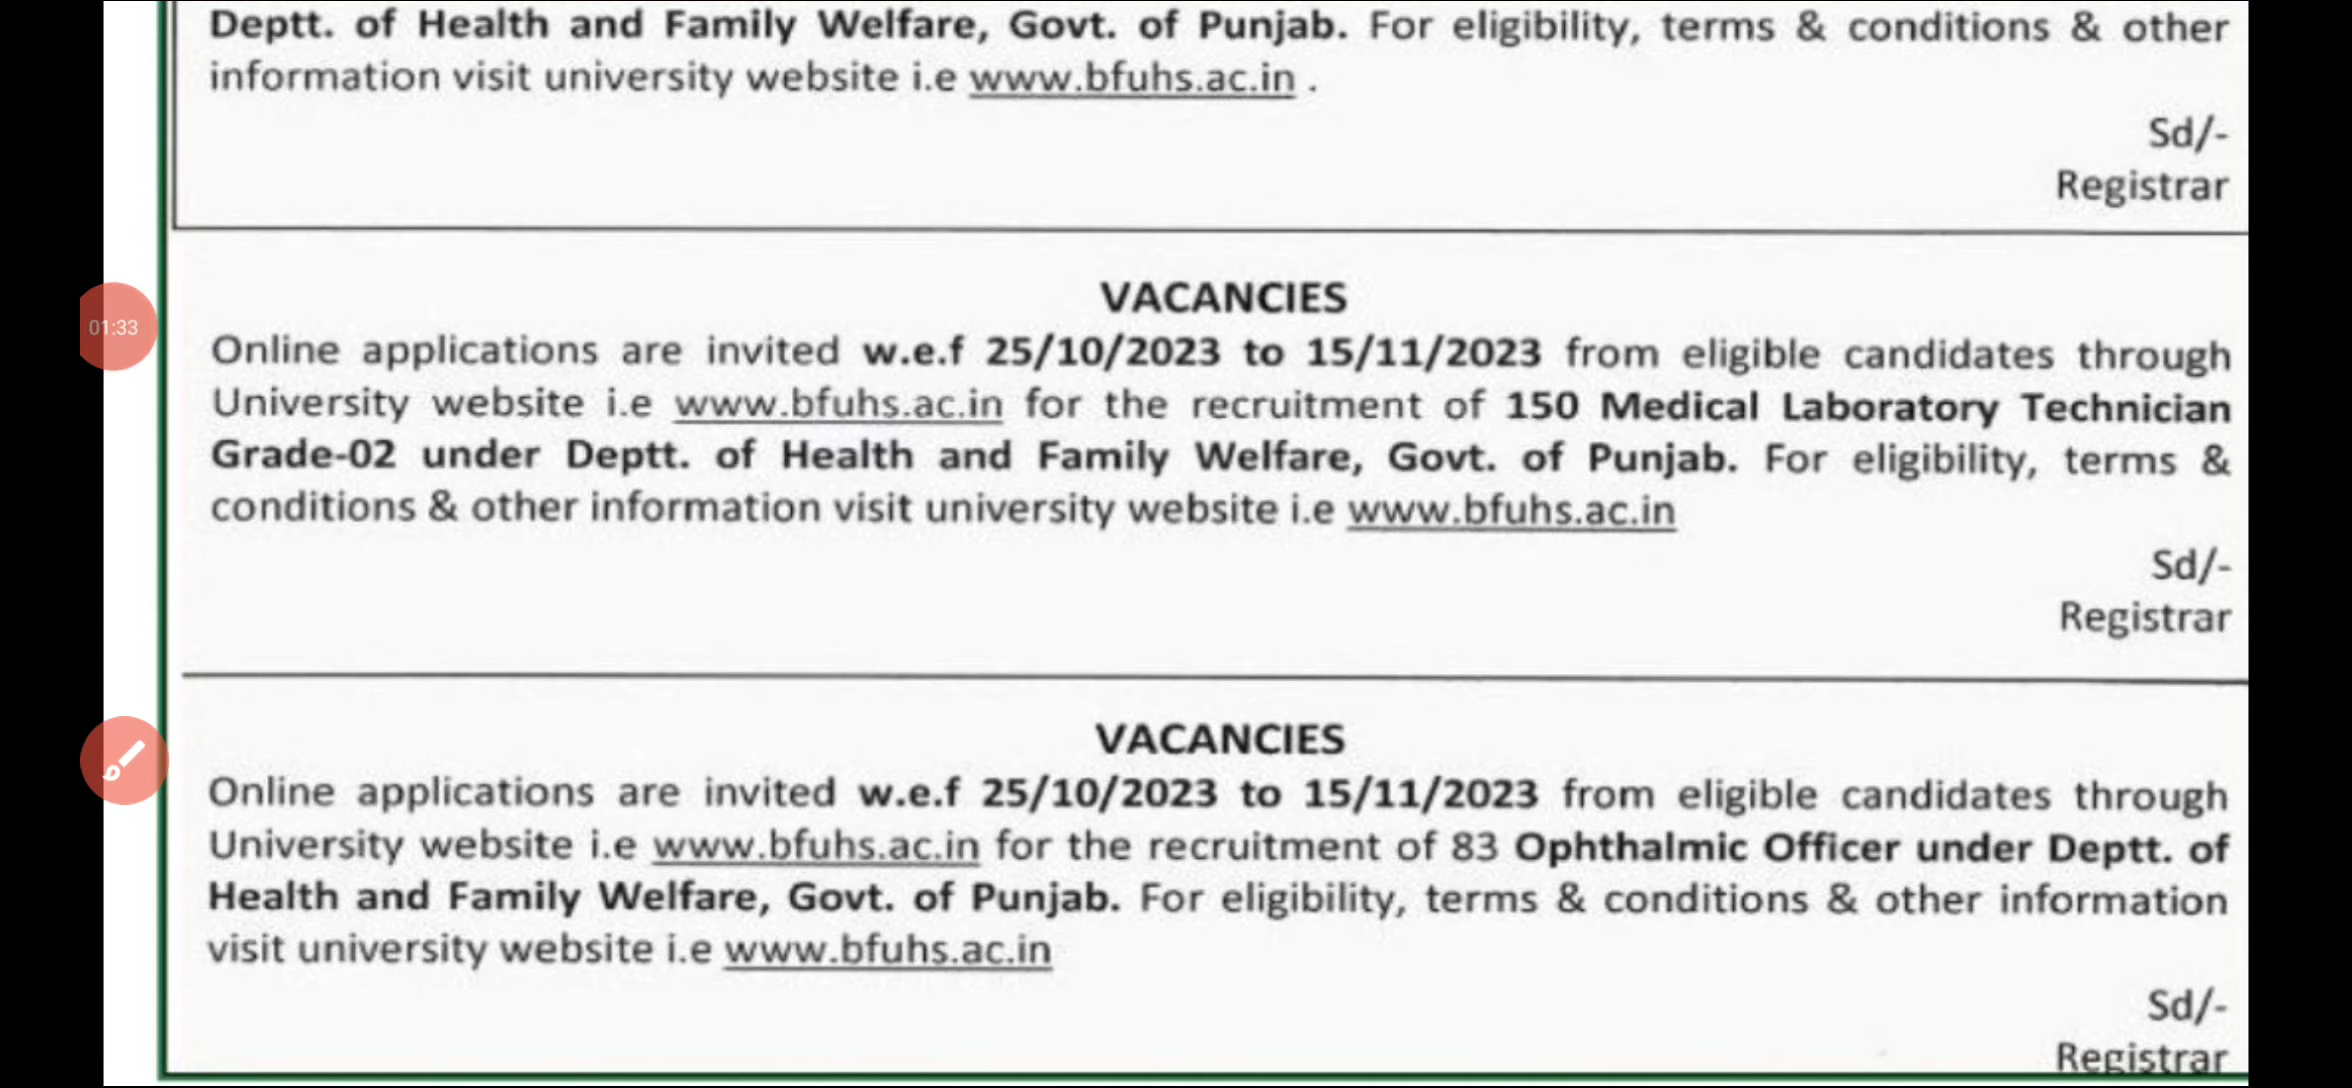 Deptt. of Health and Family Welfare, Govt. of Punjab. For eligibility, terms & conditions & other
information visit university website i.e www.bfuhs.ac.in .
Sd/-
Registrar
VACANCIES
Online applications are invited w.e.f 25/10/2023 to 15/11/2023 from eligible candidates through
University website i.e www.bfuhs.ac.in for the recruitment of 150 Medical Laboratory Technician
Grade-02 under Deptt. of Health and Family Welfare, Govt. of Punjab. For eligibility, terms &
conditions & other information visit university website i.e www.bfuhs.ac.in
Sd/-
Registrar
01:33
VACANCIES
Online applications are invited w.e.f 25/10/2023 to 15/11/2023 from eligible candidates through
University website i.e www.bfuhs.ac.in for the recruitment of 83 Ophthalmic Officer under Deptt. of
Health and Family Welfare, Govt. of Punjab. For eligibility, terms & conditions & other information
visit university website i.e www.bfuhs.ac.in
Sd/-
Registrar